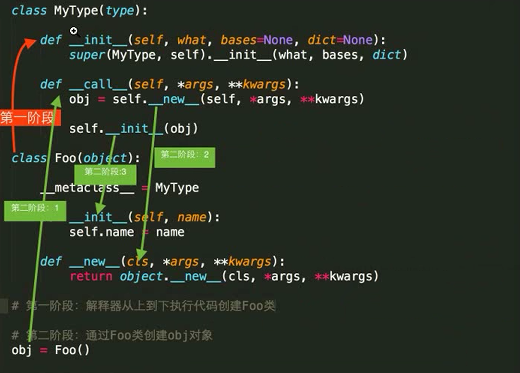 class MyType(type):
def __init__(self, what, bases=None, dict=None):
super(MyType, self).__init__(what, bases, dict)
def __call__(self, *args, **kwargs):
obj = self.__new__(self, *args, **kwargs)
第一阶段
self.__init__(obj)
第二阶段：2
class Foo(object):
第二阶段:3
__metaclass__ = MyType
第二阶段：1
__init__(self, name):
self.name = name
def __new__(cls, *args, **kwargs):
return object.__new__(cls, *args, **kwargs)
# 第一阶段：解释器从上到下执行代码创建Foo类
# 第二阶段：通过Foo类创建obj对象
obj = Foo()